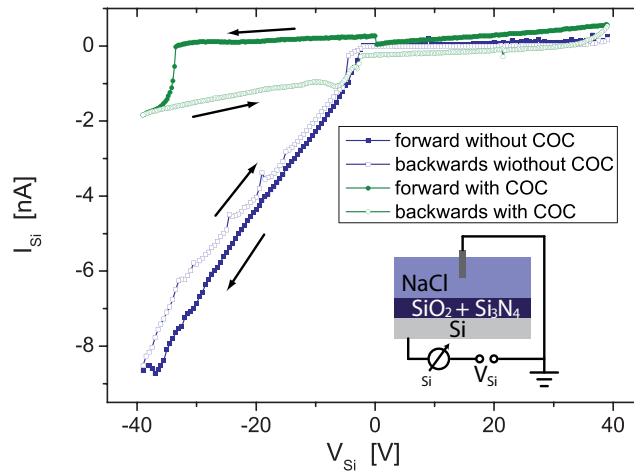 0
-2
-4
-6
-8
I_Si [nA]
-40 -20 0 20 40
V_Si [V]
forward without COC
backwards wiothout COC
forward with COC
backwards with COC
NaCl
SiO₂ + Si₃N₄
Si
Si
V_Si